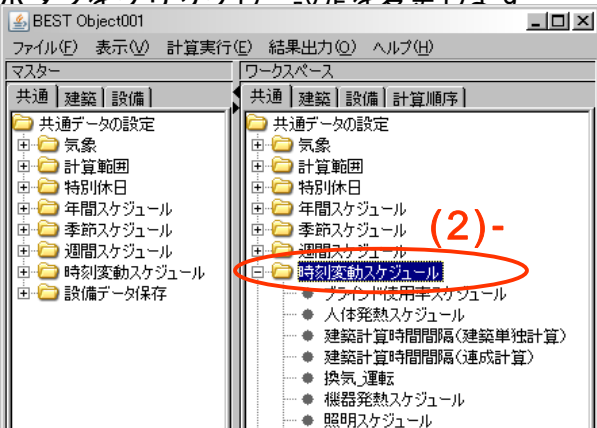 BEST Object001
ファイル(F) 表示(V) 計算実行(E) 結果出力(O) ヘルプ(H)
マスター
共通 建築 設備
共通データの設定
気象
計算範囲
特別休日
年間スケジュール
季節スケジュール
週間スケジュール
時刻変動スケジュール
設備データ保存
ワークスペース
共通 建築 設備 計算順序
共通データの設定
気象
計算範囲
特別休日
年間スケジュール
季節スケジュール
週間スケジュール
(2)-
時刻変動スケジュール
ブラインド使用率スケジュール
人体発熱スケジュール
建築計算時間間隔(建築単独計算)
建築計算時間間隔(連成計算)
換気_運転
機器発熱スケジュール
照明スケジュール